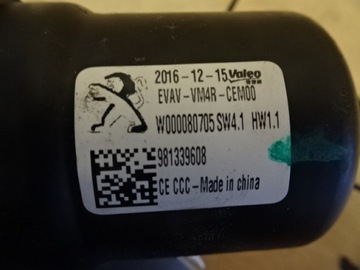 2016-12-15 Valeo
EVAV-VM4R-CEM00
W000080705 SW4.1 HW1.1
981339608
CE CCC-Made in china